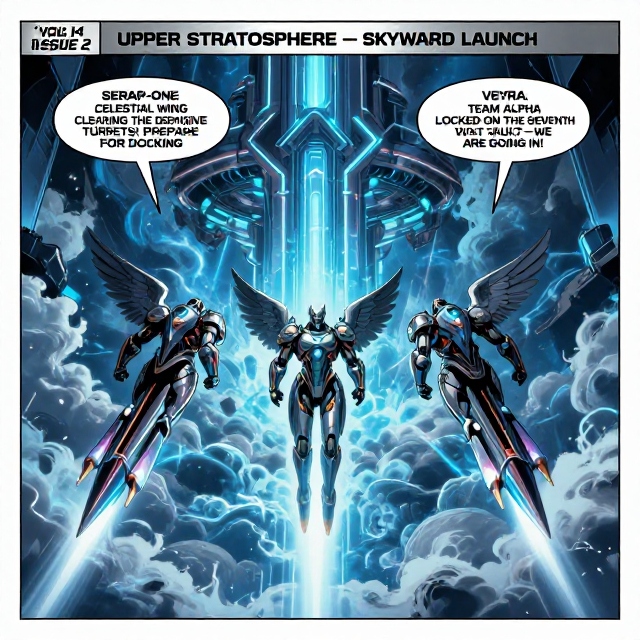 VOL 14
ISSUE 2
UPPER STRATOSPHERE — SKYWARD LAUNCH
SERAP-ONE
CELESTIAL WING
CLEARING THE
TURRETS! PREPARE
FOR DOCKING
VEYRA.
TEAM ALPHA
LOCKED ON THE SEVENTH
— WE
ARE GOING IN!